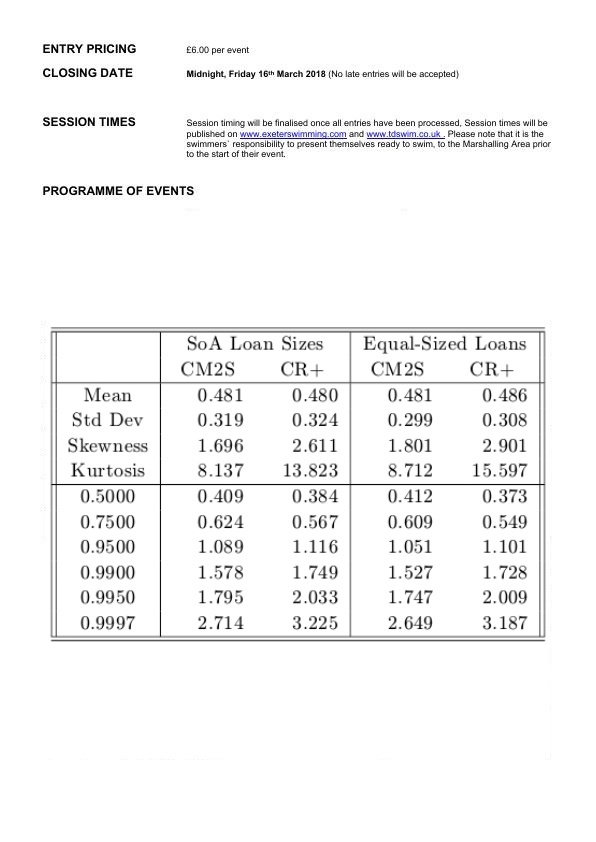 ENTRY PRICING £6.00 per event
CLOSING DATE Midnight, Friday 16th March 2018 (No late entries will be accepted)
SESSION TIMES Session timing will be finalised once all entries have been processed, Session times will be
published on www.exeterswimming.com and www.tdswim.co.uk . Please note that it is the
swimmers` responsibility to present themselves ready to swim, to the Marshalling Area prior
to the start of their event.
PROGRAMME OF EVENTS
SoA Loan Sizes Equal-Sized Loans
CM2S CR+ CM2S CR+
Mean 0.481 0.480 0.481 0.486
Std Dev 0.319 0.324 0.299 0.308
Skewness 1.696 2.611 1.801 2.901
Kurtosis 8.137 13.823 8.712 15.597
0.5000 0.409 0.384 0.412 0.373
0.7500 0.624 0.567 0.609 0.549
0.9500 1.089 1.116 1.051 1.101
0.9900 1.578 1.749 1.527 1.728
0.9950 1.795 2.033 1.747 2.009
0.9997 2.714 3.225 2.649 3.187